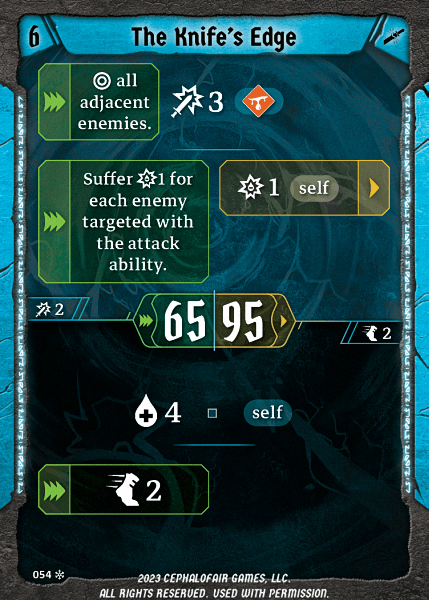 6
The Knife's Edge
all
adjacent
enemies.
3
Suffer 1 for
each enemy
targeted with
the attack
ability.
1 self
2
65 95
2
4 self
2
054
2023 CEPHALOFAIR GAMES, LLC.
ALL RIGHTS RESERVED. USED WITH PERMISSION.